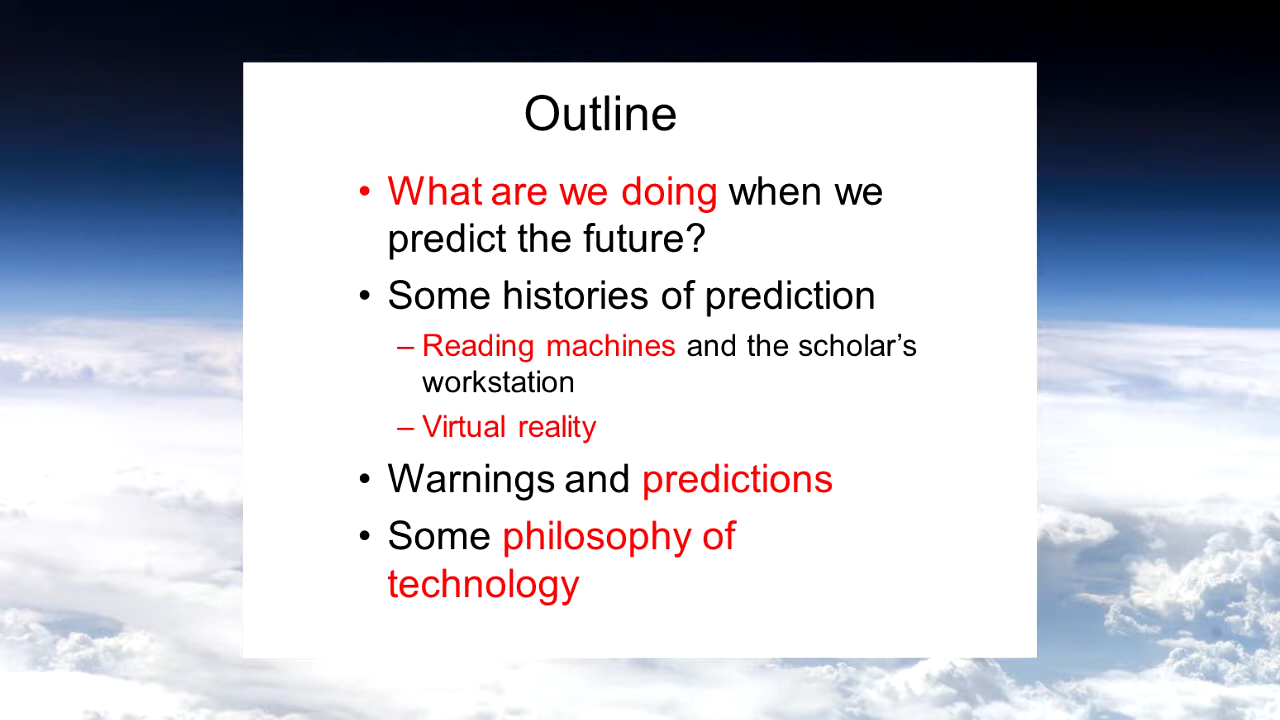 Outline
• What are we doing when we
predict the future?
• Some histories of prediction
– Reading machines and the scholar’s
workstation
– Virtual reality
• Warnings and predictions
• Some philosophy of
technology